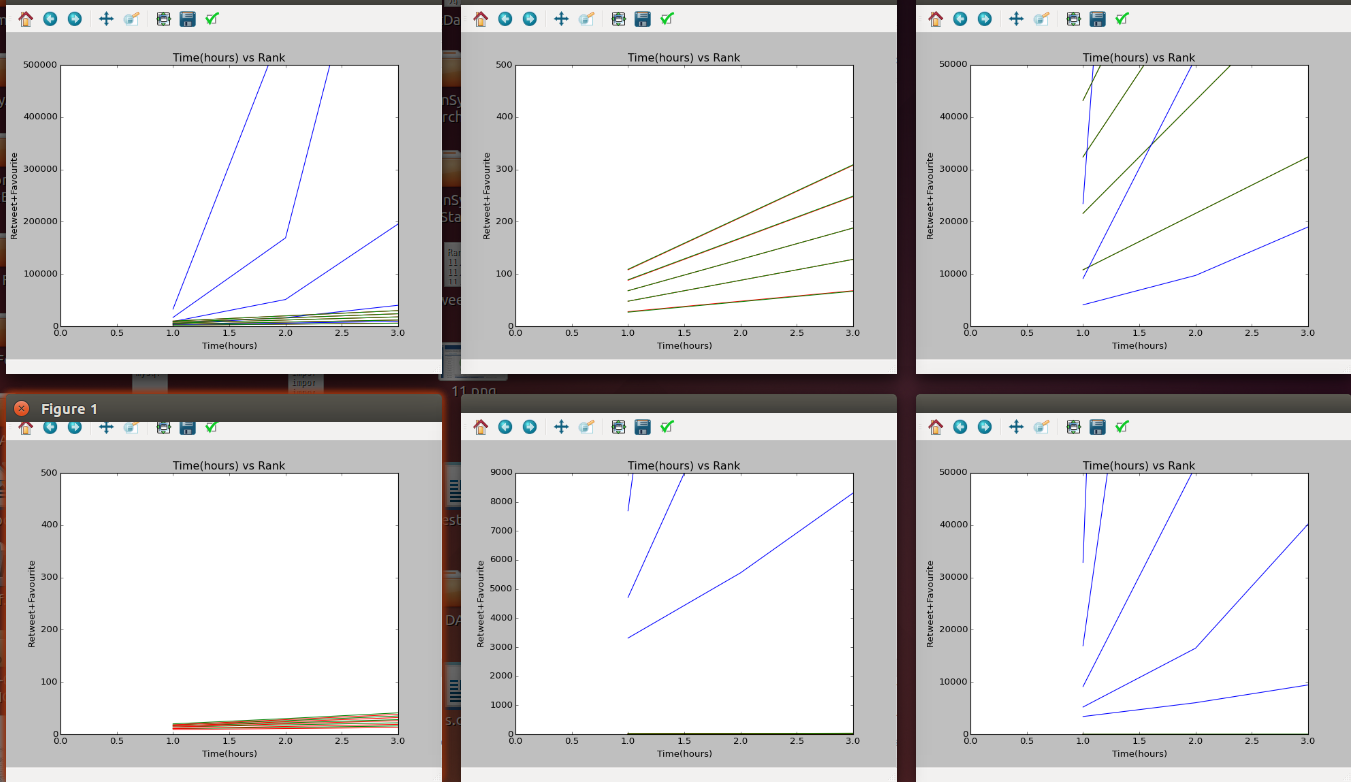 Time(hours) vs Rank
500000
400000
300000
200000
100000
0
Retweet+Favourite
0.0 0.5 1.0 1.5 2.0 2.5 3.0
Time(hours)
Time(hours) vs Rank
500
400
300
200
100
0
Retweet+Favourite
0.0 0.5 1.0 1.5 2.0 2.5 3.0
Time(hours)
Time(hours) vs Rank
50000
40000
30000
20000
10000
0
Retweet+Favourite
0.0 0.5 1.0 1.5 2.0 2.5 3.0
Time(hours)
11.png
Figure 1
Time(hours) vs Rank
500
400
300
200
100
0
Retweet+Favourite
0.0 0.5 1.0 1.5 2.0 2.5 3.0
Time(hours)
Time(hours) vs Rank
9000
8000
7000
6000
5000
4000
3000
2000
1000
0
Retweet+Favourite
0.0 0.5 1.0 1.5 2.0 2.5 3.0
Time(hours)
Time(hours) vs Rank
50000
40000
30000
20000
10000
0
Retweet+Favourite
0.0 0.5 1.0 1.5 2.0 2.5 3.0
Time(hours)